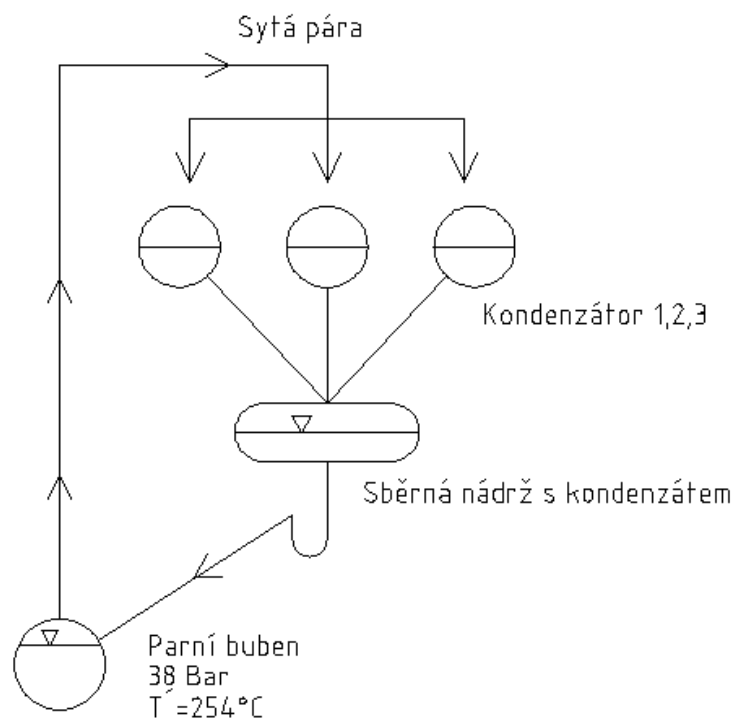 Sytá pára
Kondenzátor 1,2,3
Sběrná nádrž s kondenzátem
Parní buben
38 Bar
T´=254°C